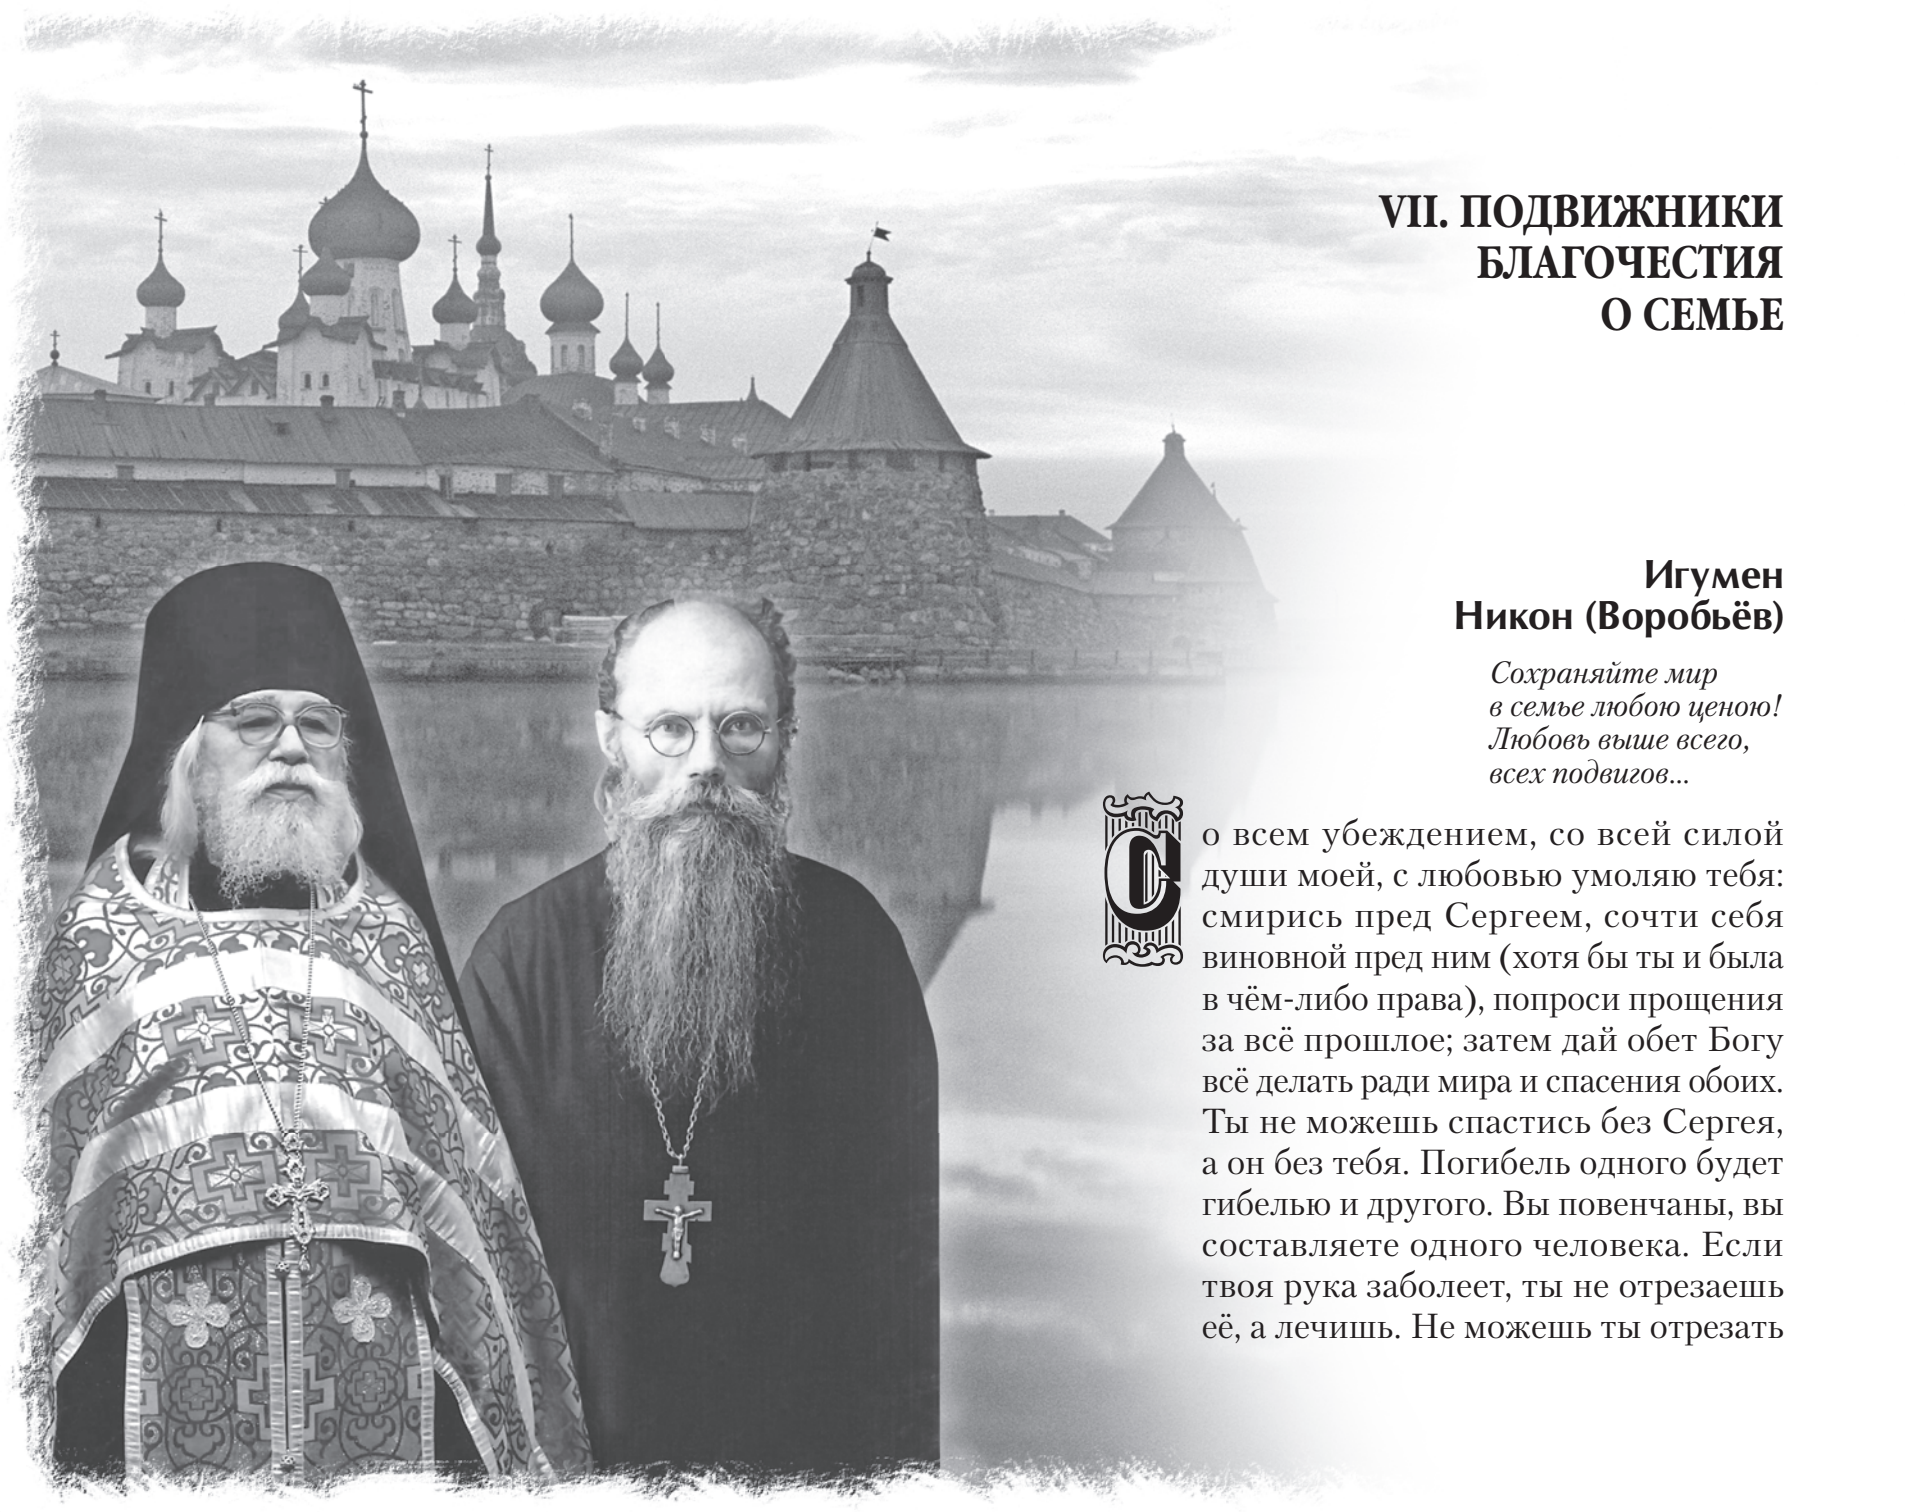 VII. ПОДВИЖНИКИ
БЛАГОЧЕСТИЯ
О СЕМЬЕ
Игумен
Никон (Воробьёв)
Сохраняйте мир
в семье любою ценою!
Любовь выше всего,
всех подвигов...
Со всем убеждением, со всей силой
души моей, с любовью умоляю тебя:
смирись пред Сергеем, сочти себя
виновной пред ним (хотя бы ты и была
в чём-либо права), попроси прощения
за всё прошлое; затем дай обет Богу
всё делать ради мира и спасения обоих.
Ты не можешь спастись без Сергея,
а он без тебя. Погибель одного будет
гибелью и другого. Вы повенчаны, вы
составляете одного человека. Если
твоя рука заболеет, ты не отрезаешь
её, а лечишь. Не можешь ты отрезать